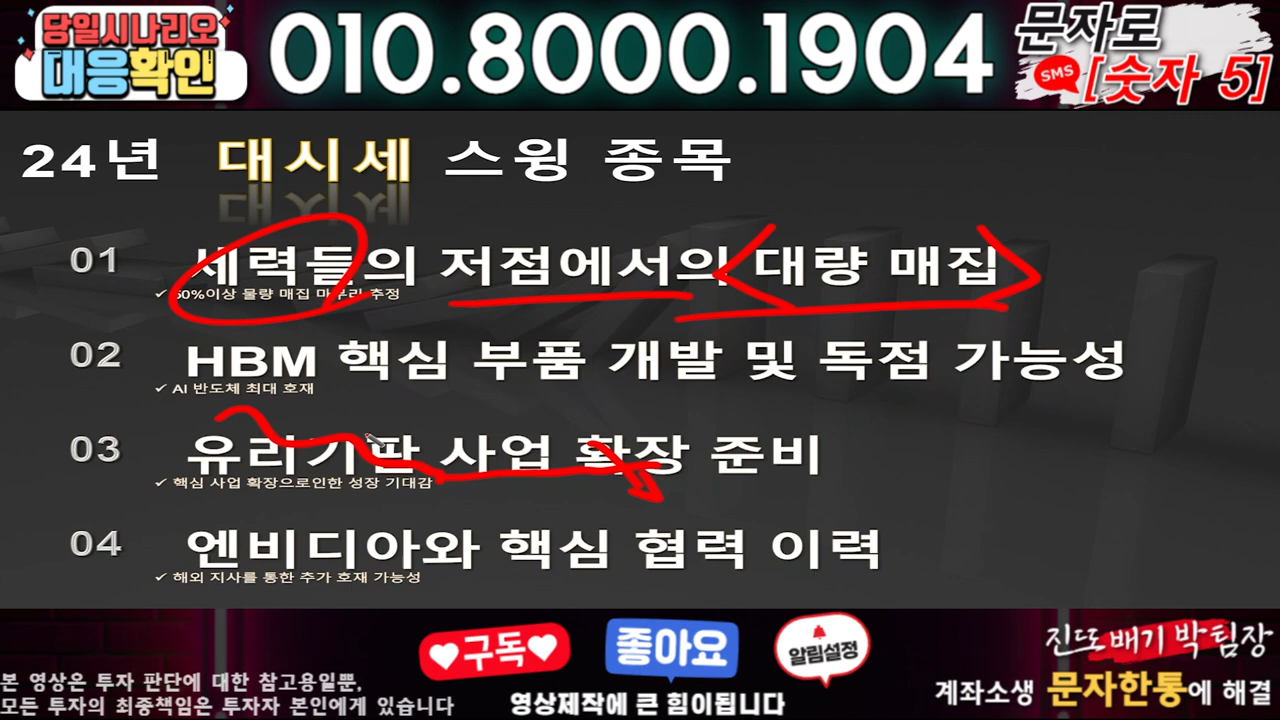 당일시나리오
대응확인
010.8000.1904
문자로
SMS [숫자 5]
24년 대시세 스윙 종목
01 세력들의 저점에서의 대량 매집
✓ 50%이상 물량 매집 마무리 추정
02 HBM 핵심 부품 개발 및 독점 가능성
✓ AI 반도체 최대 호재
03 유리기판 사업 확장 준비
✓ 핵심 사업 확장으로인한 성장 기대감
04 엔비디아와 핵심 협력 이력
✓ 해외 지사를 통한 추가 호재 가능성
구독
좋아요
알림설정
영상제작에 큰 힘이됩니다
본 영상은 투자 판단에 대한 참고용일뿐,
모든 투자의 최종책임은 투자자 본인에게 있습니다
진또배기 박팀장
계좌소생 문자한통에 해결